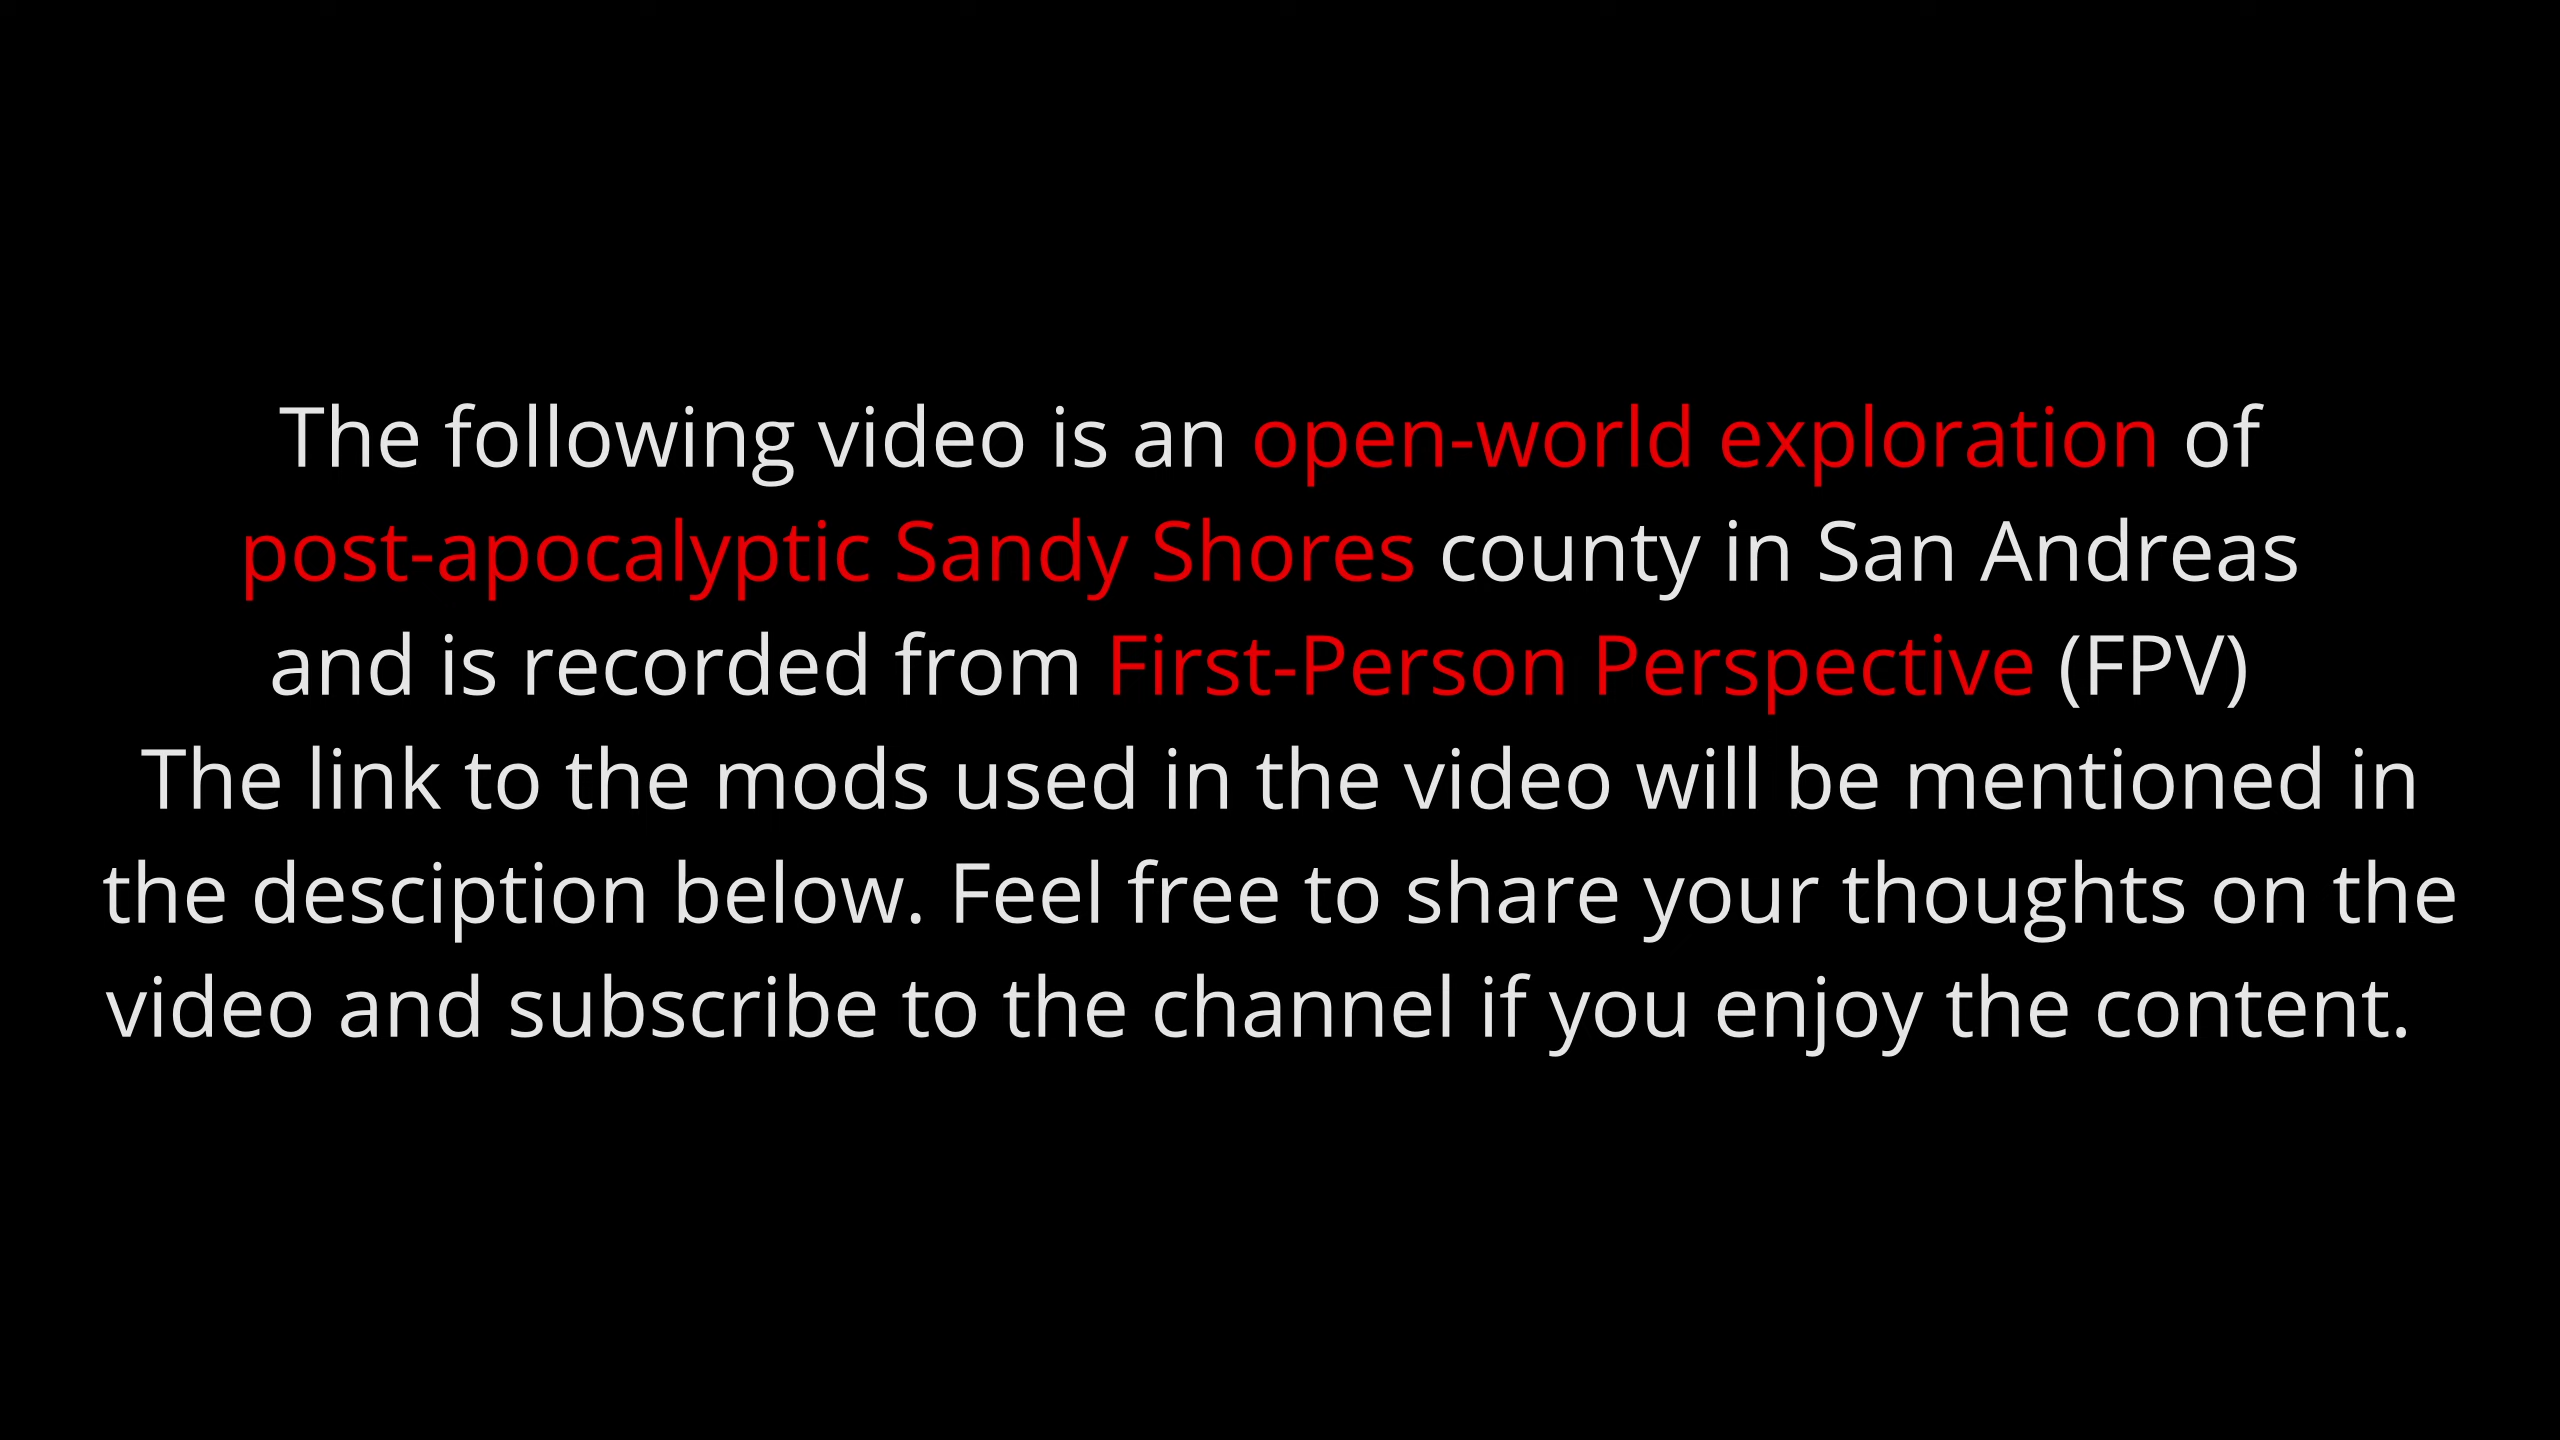 The following video is an open-world exploration of
post-apocalyptic Sandy Shores county in San Andreas
and is recorded from First-Person Perspective (FPV)
The link to the mods used in the video will be mentioned in
the desciption below. Feel free to share your thoughts on the
video and subscribe to the channel if you enjoy the content.